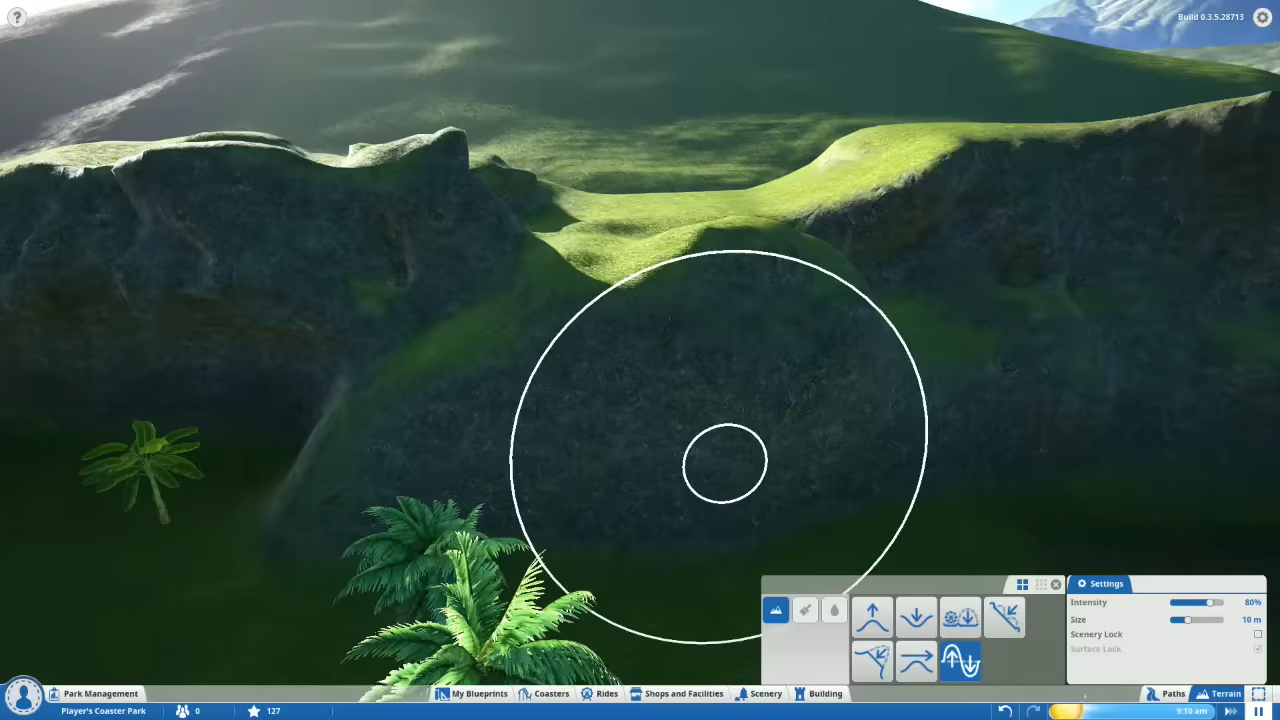 ?
Build 0.3.5.28713
Settings
Intensity 80%
Size 10 m
Scenery Lock
Surface Lock
Park Management My Blueprints Coasters Rides Shops and Facilities Scenery Building Paths Terrain
Player's Coaster Park 0 127 9:10 am